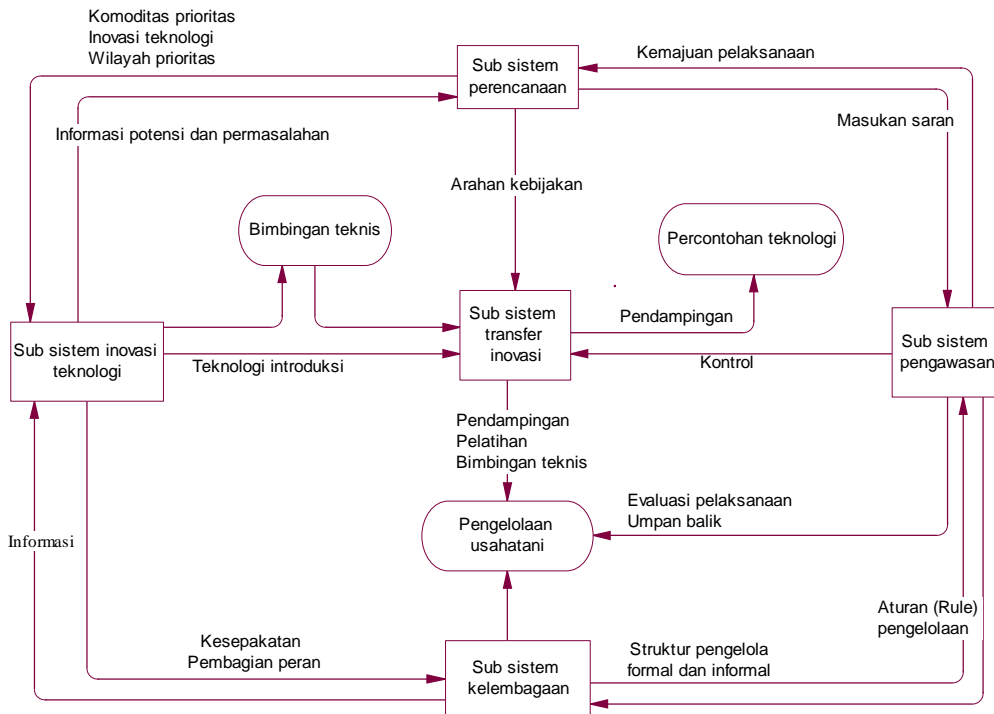 Komoditas prioritas
Inovasi teknologi
Wilayah prioritas
Sub sistem
perencanaan
Kemajuan pelaksanaan
Informasi potensi dan permasalahan
Masukan saran
Arahan kebijakan
Bimbingan teknis
Percontohan teknologi
Sub sistem inovasi
teknologi
Teknologi introduksi
Sub sistem
transfer
inovasi
Pendampingan
Kontrol
Sub sistem
pengawasan
Pendampingan
Pelatihan
Bimbingan teknis
Evaluasi pelaksanaan
Umpan balik
Pengelolaan
usahatani
Informasi
Aturan (Rule)
pengelolaan
Kesepakatan
Pembagian peran
Sub sistem
kelembagaan
Struktur pengelola
formal dan informal